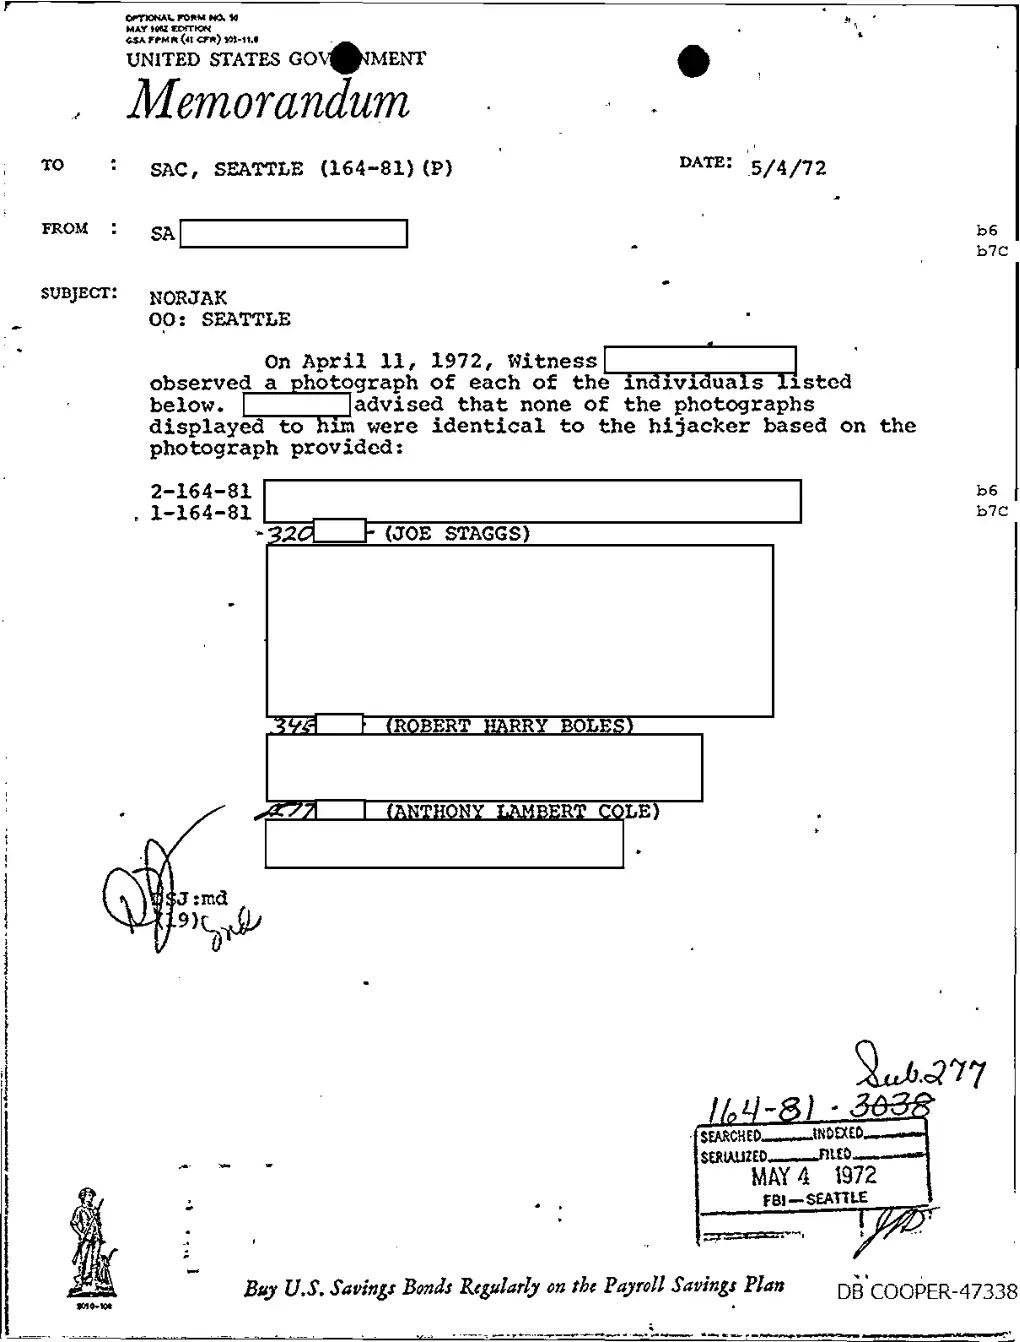 OPTIONAL FORM NO. 10
MAY 1962 EDITION
GSA FPMR (41 CFR) 101-11.6
UNITED STATES GOV NMENT
Memorandum
TO : SAC, SEATTLE (164-81)(P) DATE: 5/4/72
FROM : SA b6
b7C
SUBJECT: NORJAK
OO: SEATTLE
On April 11, 1972, Witness
observed a photograph of each of the individuals listed
below. advised that none of the photographs
displayed to him were identical to the hijacker based on the
photograph provided:
2-164-81 b6
1-164-81 b7C
-320 - (JOE STAGGS)
345 (ROBERT HARRY BOLES)
277 (ANTHONY LAMBERT COLE)
SJ:md
(19)
Sub.277
164-81-3038
SEARCHED INDEXED
SERIALIZED FILED
MAY 4 1972
FBI-SEATTLE
Buy U.S. Savings Bonds Regularly on the Payroll Savings Plan
5010-108
DB COOPER-47338